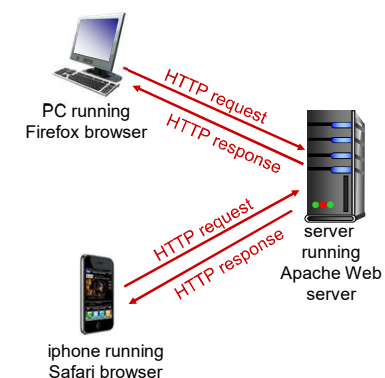 HTTP request
PC running
Firefox browser
HTTP response
HTTP request
server
running
Apache Web
server
HTTP response
iphone running
Safari browser